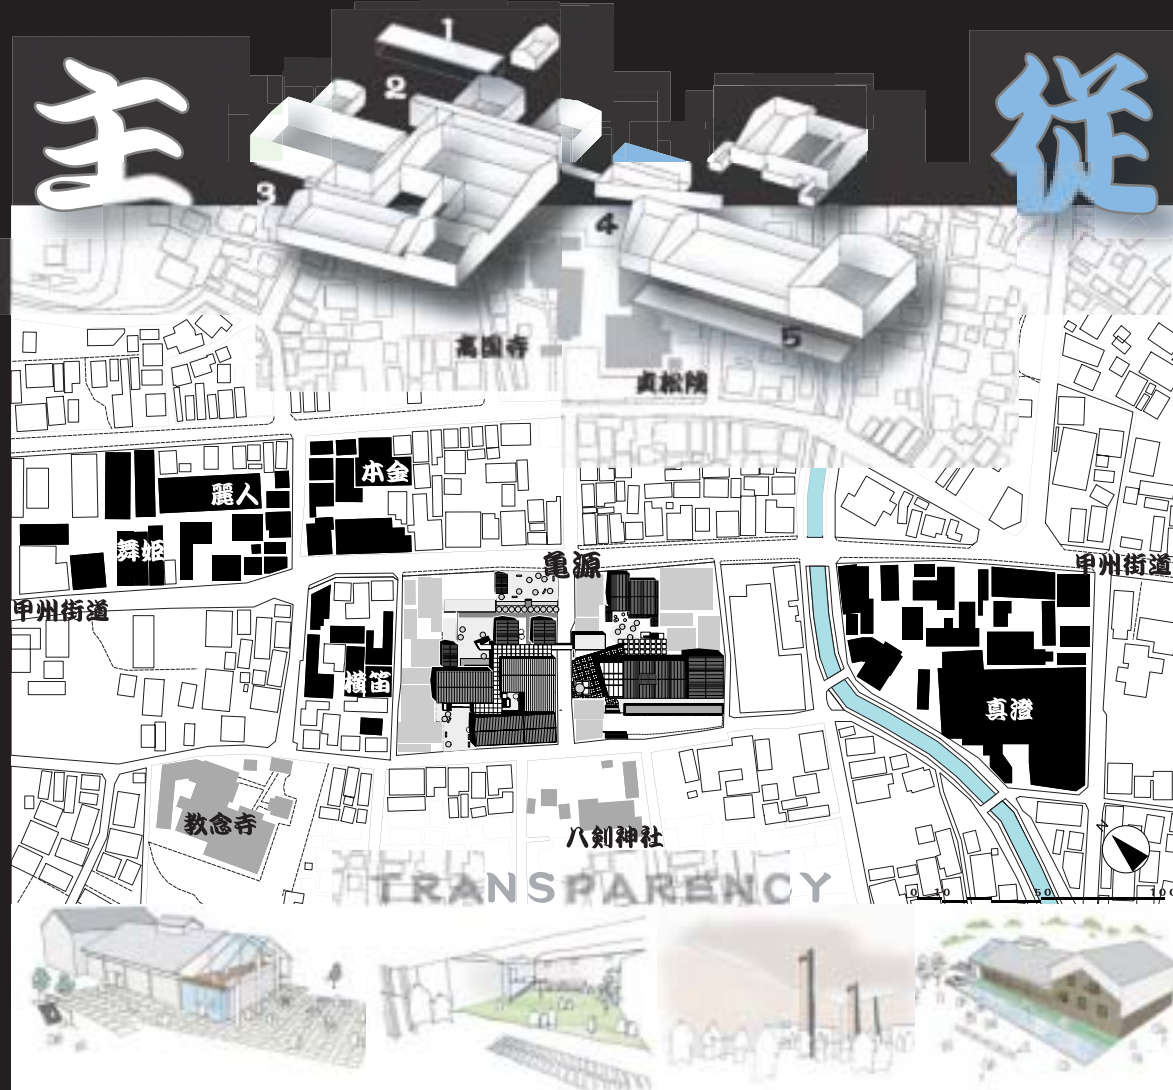 主
従
1
2
3
4
5
高国寺
貞松院
本金
麗人
舞姫
亀源
甲州街道
甲州街道
横笛
真澄
教念寺
八剣神社
N
TRANSPARENCY
0 10 50 100